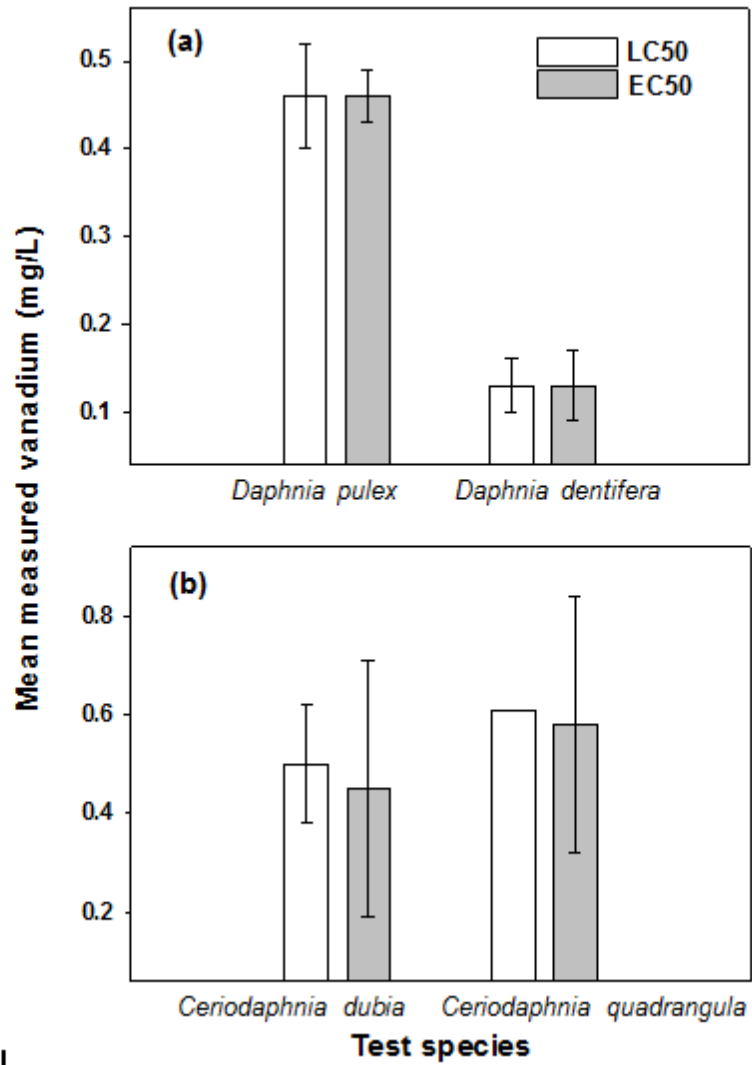 (a)
LC50
EC50
0.5
0.4
0.3
0.2
0.1
Daphnia pulex Daphnia dentifera
Mean measured vanadium (mg/L)
(b)
0.8
0.6
0.4
0.2
Ceriodaphnia dubia Ceriodaphnia quadrangula
Test species